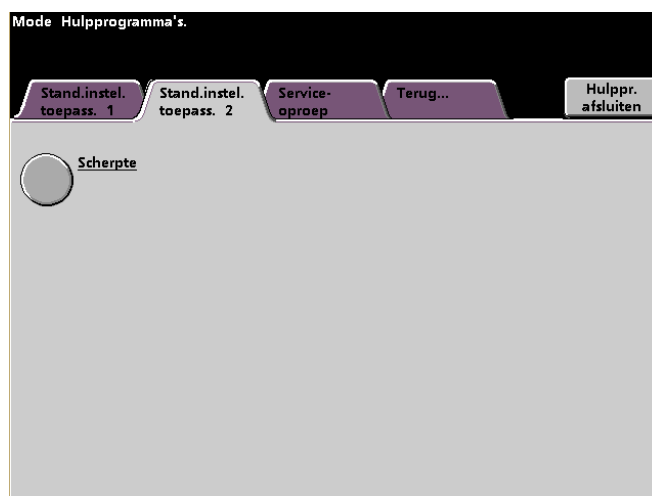 Mode Hulpprogramma's.
Stand.instel.
toepass. 1
Stand.instel.
toepass. 2
Service-
oproep
Terug...
Hulppr.
afsluiten
Scherpte